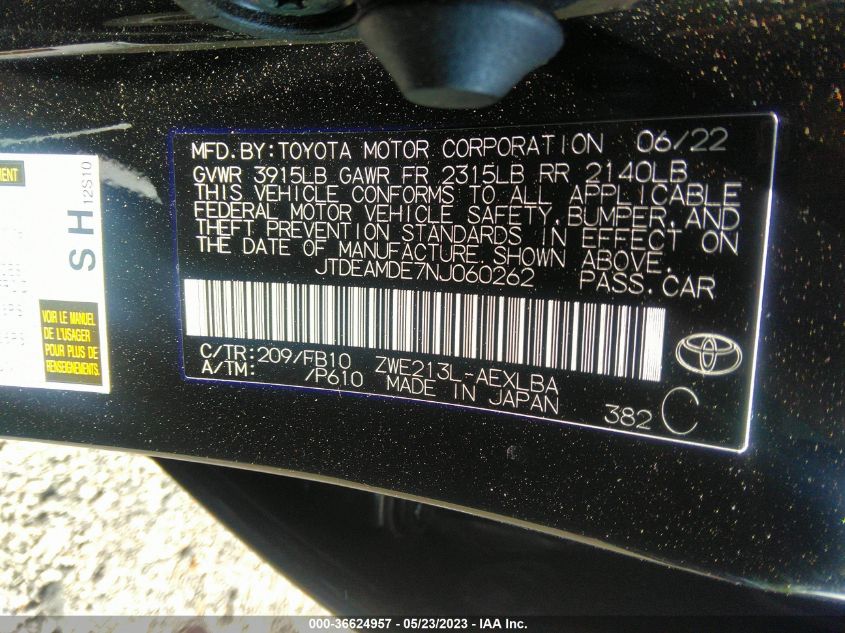 MFD.BY:TOYOTA MOTOR CORPORATION 06/22
GVWR 3915LB GAWR FR 2315LB RR 2140LB
THIS VEHICLE CONFORMS TO ALL APPLICABLE
FEDERAL MOTOR VEHICLE SAFETY, BUMPER, AND
THEFT PREVENTION STANDARDS IN EFFECT ON
THE DATE OF MANUFACTURE SHOWN ABOVE.
JTDEAMDE7NJ060262 PASS.CAR
C/TR:209/FB10 ZWE213L-AEXLBA
A/TM: /P610 MADE IN JAPAN
382 C
SH
12S10
VOIR LE MANUEL
DE L'USAGER
POUR PLUS DE
RENSEIGNEMENTS
000-36624957 - 05/23/2023 - IAA Inc.